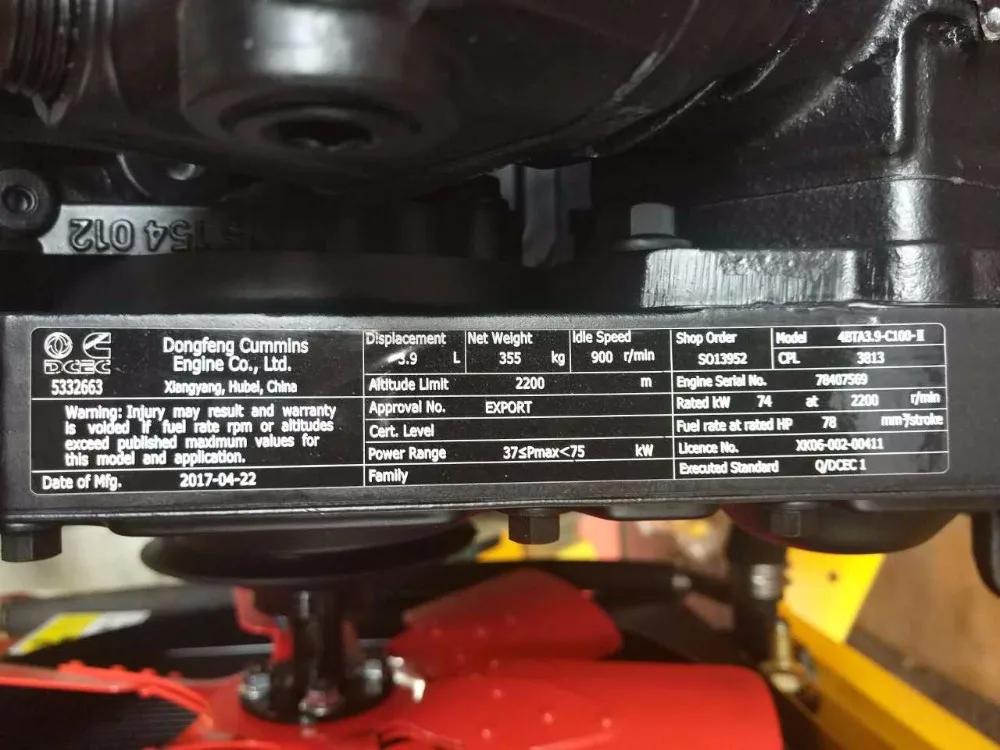 154 012
DCEC
5332663
Dongfeng Cummins
Engine Co., Ltd.
Xiangyang, Hubei, China
Warning: Injury may result and warranty
is voided if fuel rate rpm or altitudes
exceed published maximum values for
this model and application.
Date of Mfg. 2017-04-22
Displacement
3.9 L
Net Weight
355 kg
Idle Speed
900 r/min
Altitude Limit 2200 m
Approval No. EXPORT
Cert. Level
Power Range 37≤Pmax<75 kW
Family
Shop Order
SO13952
Model 4BTA3.9-C100-II
CPL 3813
Engine Serial No. 78407569
Rated kW 74 at 2200 r/min
Fuel rate at rated HP 78 mm³/stroke
Licence No. XK06-002-00411
Executed Standard Q/DCEC 1